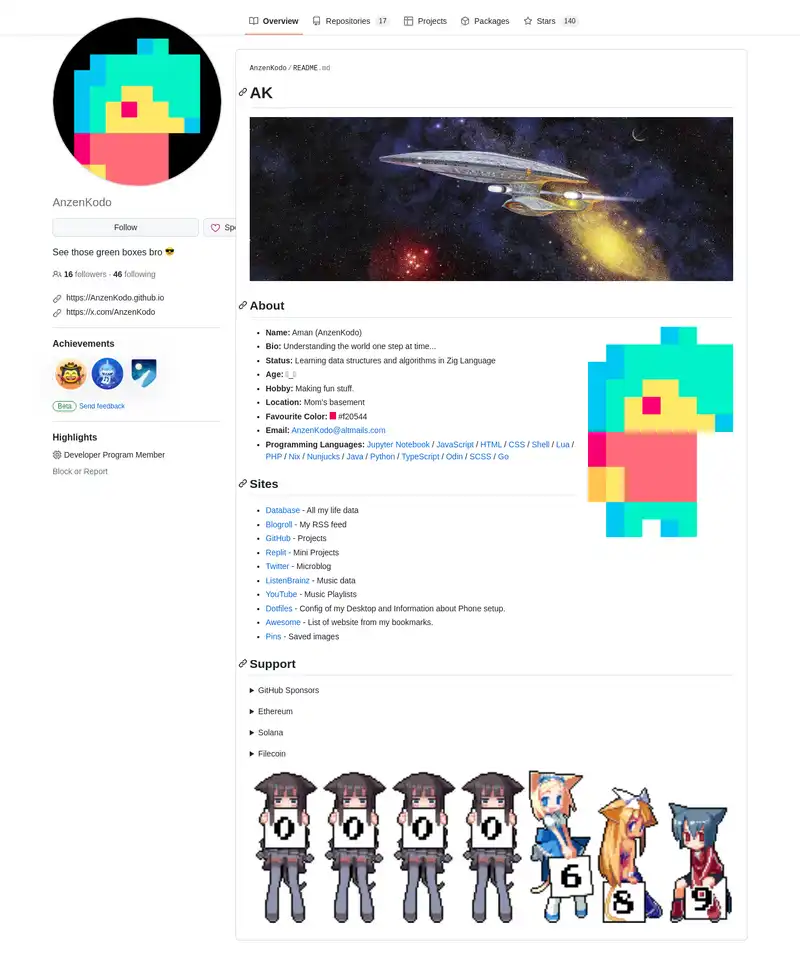 Overview
Repositories 17
Projects
Packages
Stars 140
AnzenKodo
Follow
See those green boxes bro 😎
16 followers · 46 following
https://AnzenKodo.github.io
https://x.com/AnzenKodo
Achievements
Beta Send feedback
Highlights
Developer Program Member
Block or Report
AnzenKodo / README.md
AK
About
Name: Aman (AnzenKodo)
Bio: Understanding the world one step at time...
Status: Learning data structures and algorithms in Zig Language
Age:
Hobby: Making fun stuff.
Location: Mom's basement
Favourite Color: #f20544
Email: AnzenKodo@altmails.com
Programming Languages: Jupyter Notebook / JavaScript / HTML / CSS / Shell / Lua /
PHP / Nix / Nunjucks / Java / Python / TypeScript / Odin / SCSS / Go
Sites
Database - All my life data
Blogroll - My RSS feed
GitHub - Projects
Replit - Mini Projects
Twitter - Microblog
ListenBrainz - Music data
YouTube - Music Playlists
Dotfiles - Config of my Desktop and Information about Phone setup.
Awesome - List of website from my bookmarks.
Pins - Saved images
Support
GitHub Sponsors
Ethereum
Solana
Filecoin
0 0 0 0 6 8 9